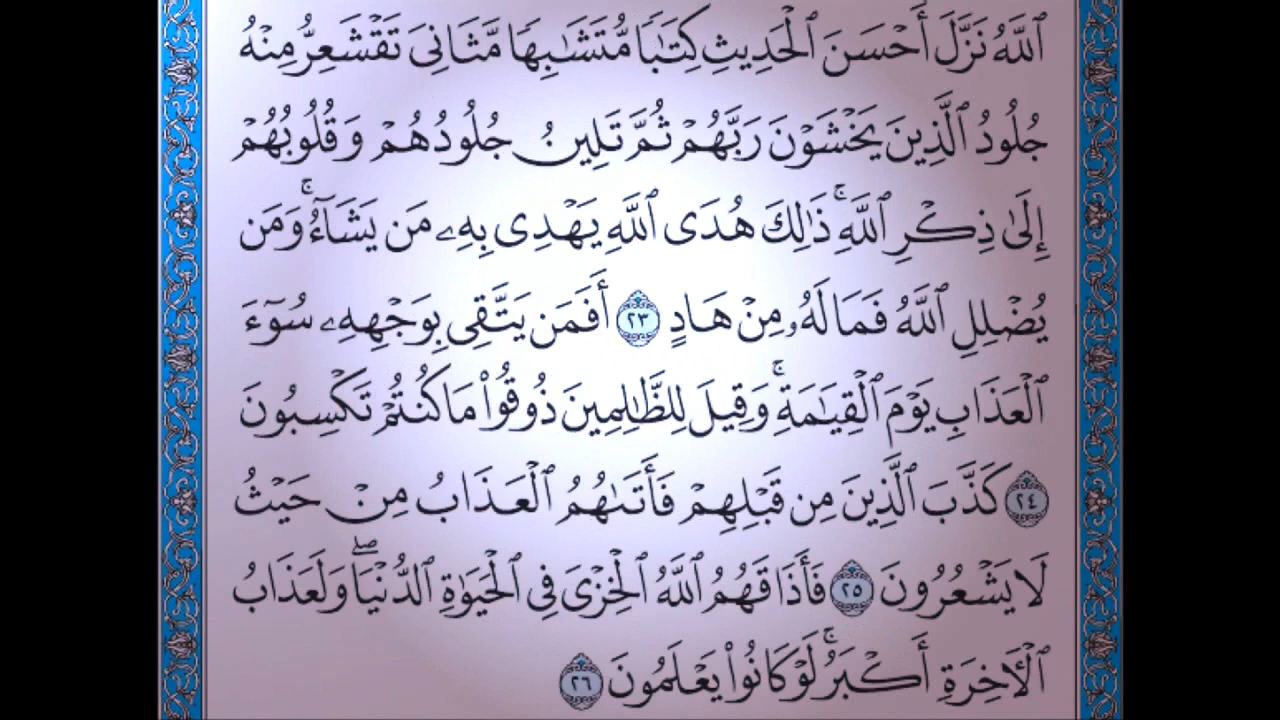 ٱللَّهُ نَزَّلَ أَحۡسَنَ ٱلۡحَدِيثِ كِتَٰبٗا مُّتَشَٰبِهٗا مَّثَانِيَ تَقۡشَعِرُّ مِنۡهُ
جُلُودُ ٱلَّذِينَ يَخۡشَوۡنَ رَبَّهُمۡ ثُمَّ تَلِينُ جُلُودُهُمۡ وَقُلُوبُهُمۡ
إِلَىٰ ذِكۡرِ ٱللَّهِۚ ذَٰلِكَ هُدَى ٱللَّهِ يَهۡدِي بِهِۦ مَن يَشَآءُۚ وَمَن
يُضۡلِلِ ٱللَّهُ فَمَا لَهُۥ مِنۡ هَادٍ ٢٣ أَفَمَن يَتَّقِي بِوَجۡهِهِۦ سُوٓءَ
ٱلۡعَذَابِ يَوۡمَ ٱلۡقِيَٰمَةِۚ وَقِيلَ لِلظَّٰلِمِينَ ذُوقُواْ مَا كُنتُمۡ تَكۡسِبُونَ
٢٤ كَذَّبَ ٱلَّذِينَ مِن قَبۡلِهِمۡ فَأَتَىٰهُمُ ٱلۡعَذَابُ مِنۡ حَيۡثُ
لَا يَشۡعُرُونَ ٢٥ فَأَذَاقَهُمُ ٱللَّهُ ٱلۡخِزۡيَ فِي ٱلۡحَيَوٰةِ ٱلدُّنۡيَاۖ وَلَعَذَابُ
ٱلۡأٓخِرَةِ أَكۡبَرُۚ لَوۡ كَانُواْ يَعۡلَمُونَ ٢٦